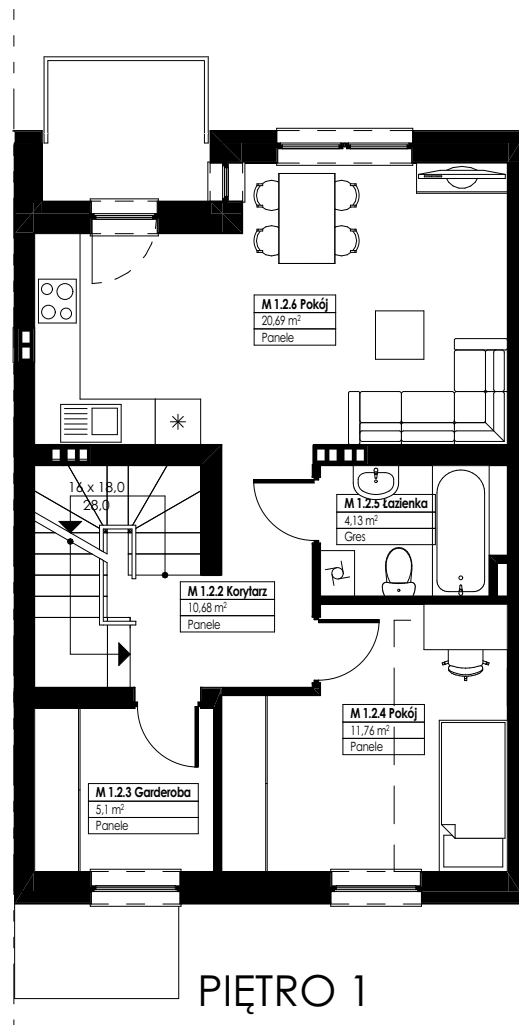 M 1.2.6 Pokój
20,69 m²
Panele
16 x 18,0
28,0
M 1.2.5 Łazienka
4,13 m²
Gres
M 1.2.2 Korytarz
10,68 m²
Panele
M 1.2.4 Pokój
11,76 m²
Panele
M 1.2.3 Garderoba
5,1 m²
Panele
PIĘTRO 1